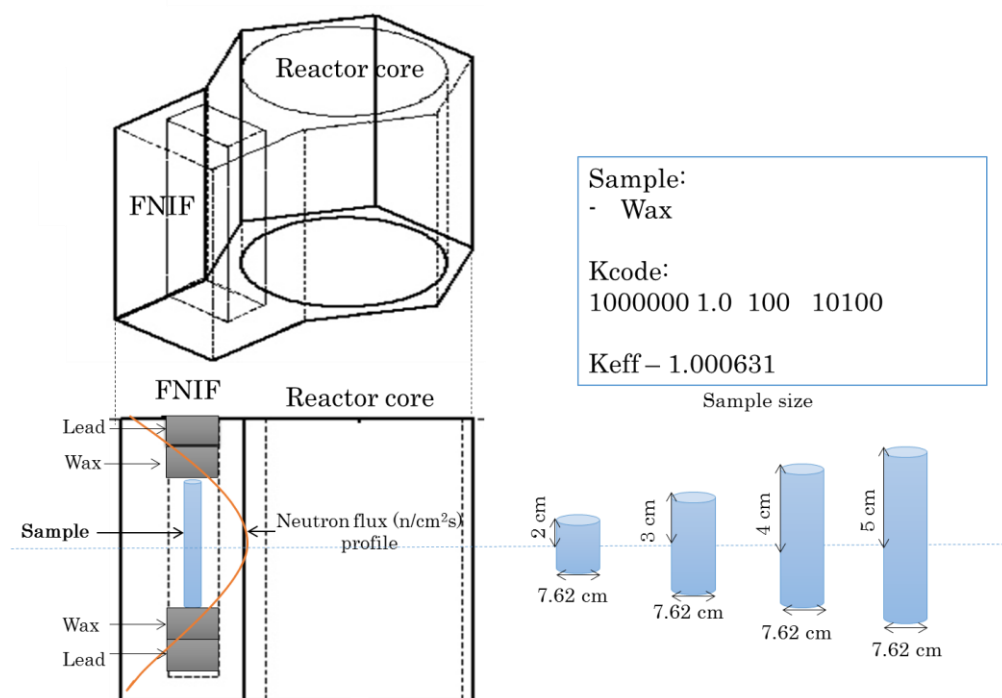 Reactor core
FNIF
Sample:
- Wax
Kcode:
1000000 1.0 100 10100
Keff – 1.000631
Sample size
FNIF
Reactor core
Lead
Wax
Sample
Neutron flux (n/cm²s)
profile
Wax
Lead
2 cm
7.62 cm
3 cm
7.62 cm
4 cm
7.62 cm
5 cm
7.62 cm